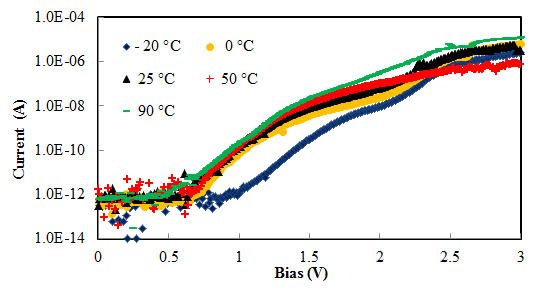 1.0E-04
1.0E-06
1.0E-08
1.0E-10
1.0E-12
1.0E-14
Current (A)
- 20 °C
0 °C
25 °C
50 °C
90 °C
0 0.5 1 1.5 2 2.5 3
Bias (V)